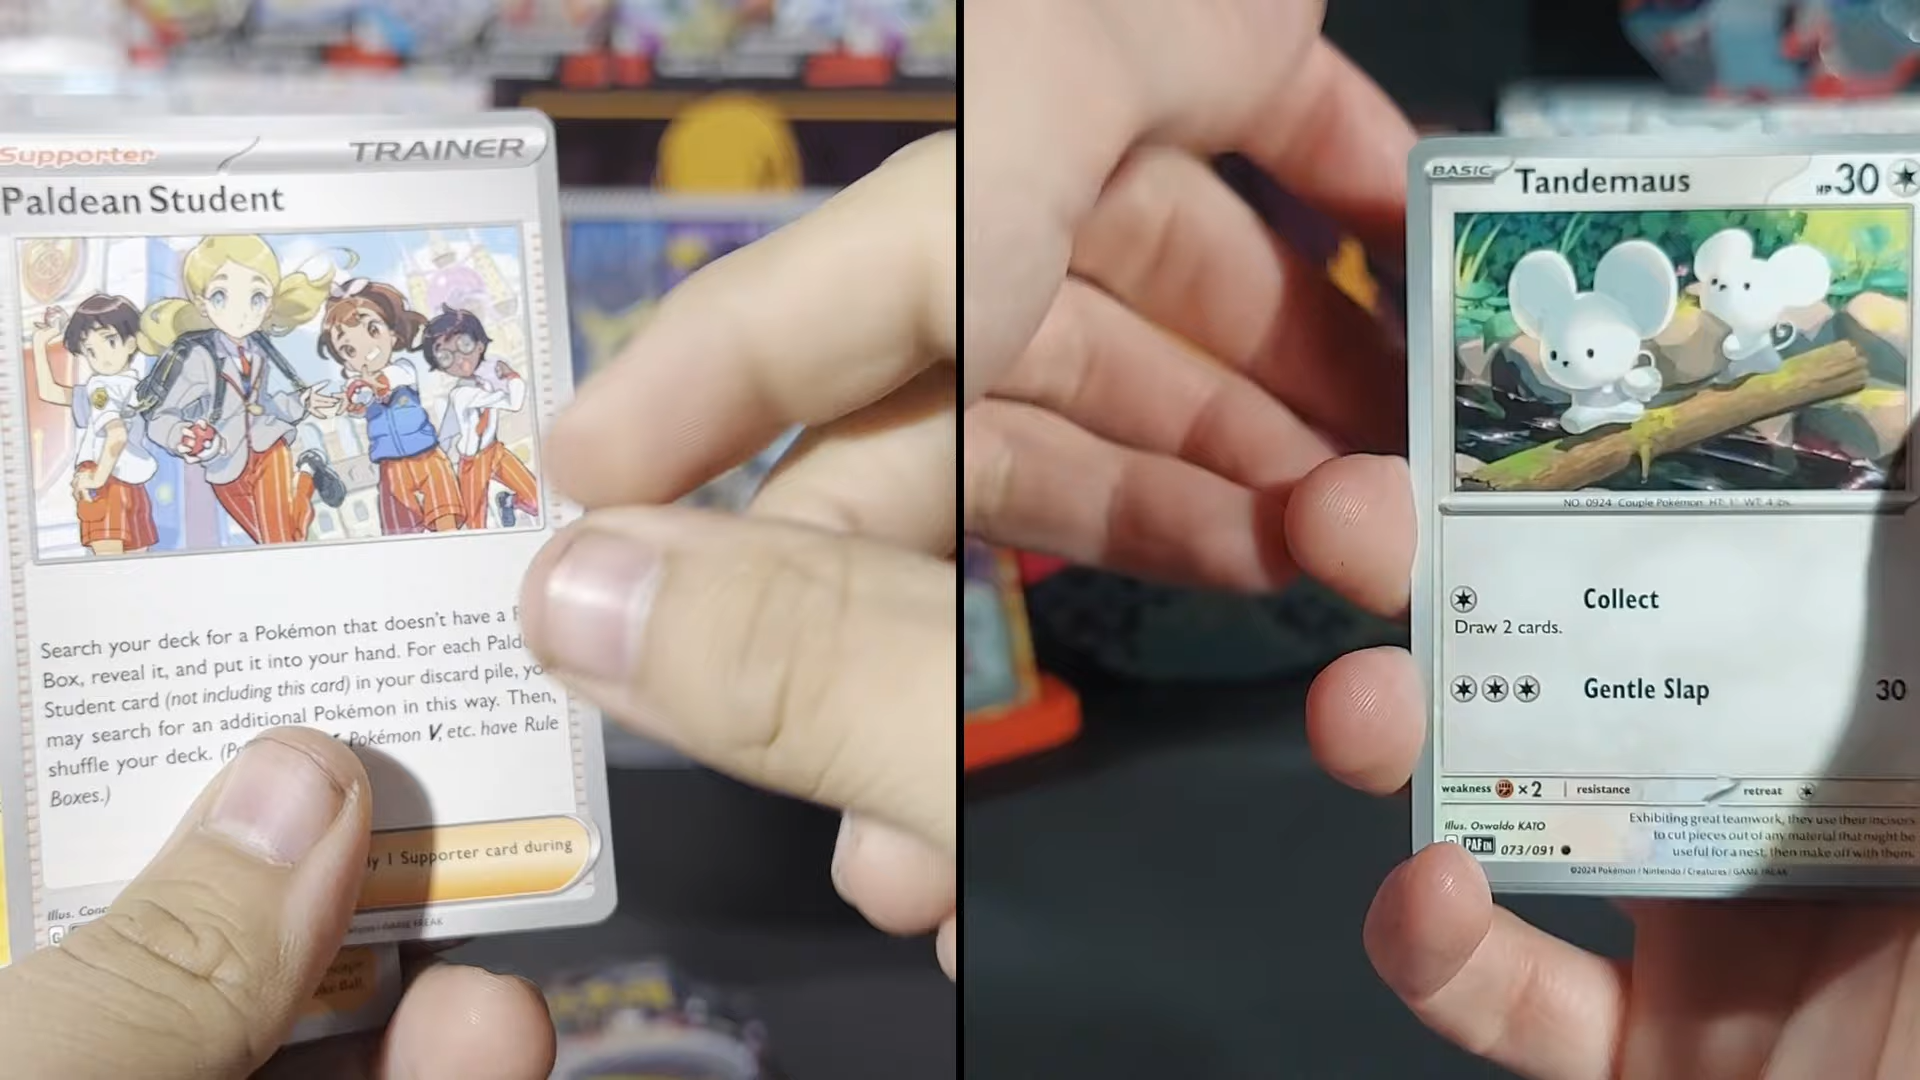 Supporter
TRAINER
Paldean Student
Search your deck for a Pokémon that doesn't have a
Box, reveal it, and put it into your hand. For each
Student card (not including this card) in your discard pile,
may search for an additional Pokémon in this way. Then,
shuffle your deck. Pokémon V, etc. have Rule
Boxes.)
1 Supporter card during
Illus.
G
BASIC
Tandemaus
HP 30
NO. 0924 Couple Pokémon HT: 1' WT: 4 lbs.
Collect
Draw 2 cards.
Gentle Slap
30
weakness ×2 resistance retreat
Illus. Oswaldo KATO
PAF EN 073/091
Exhibiting great teamwork, they use their incisors
to cut pieces out of any material that might be
useful for a nest, then make off with them.
©2024 Pokémon / Nintendo / Creatures / GAME FREAK